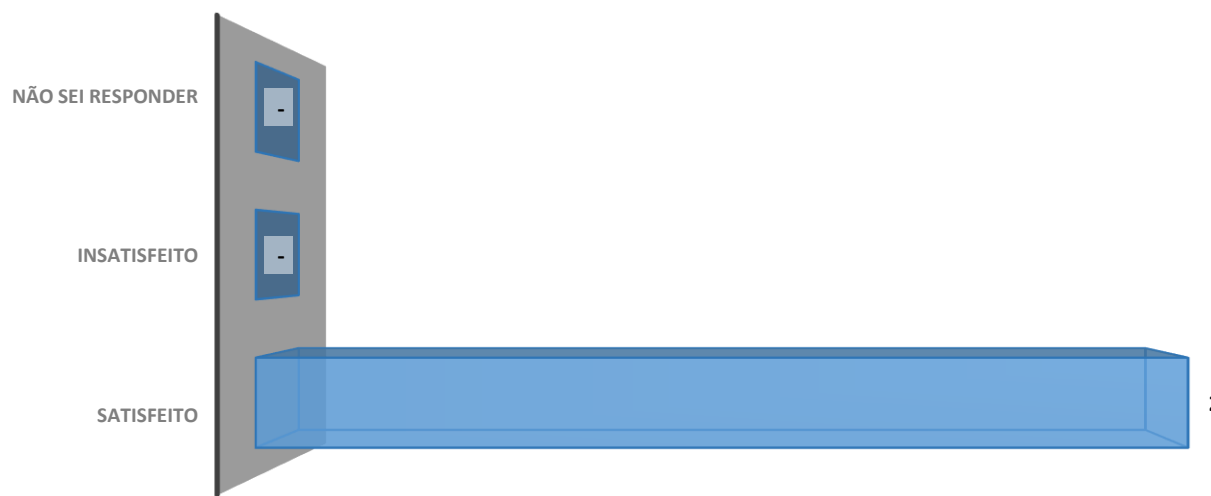 NÃO SEI RESPONDER
-
INSATISFEITO
-
SATISFEITO